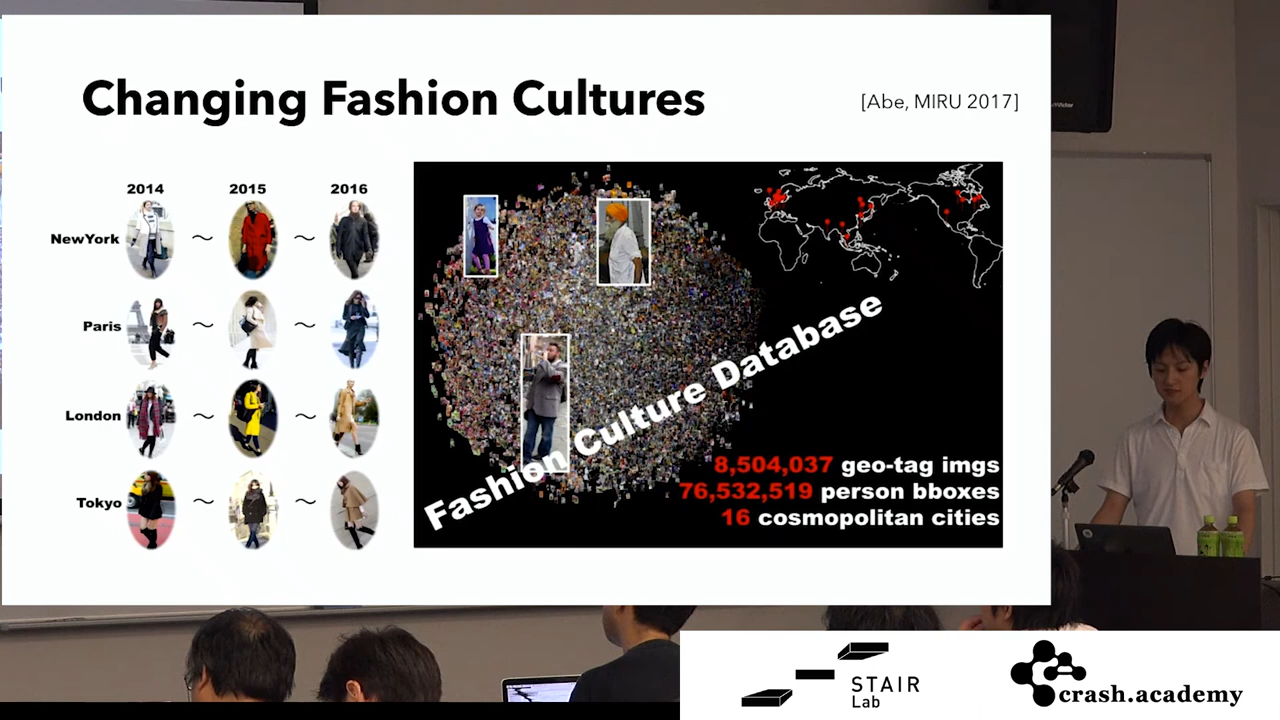 Changing Fashion Cultures
[Abe, MIRU 2017]
2014 2015 2016
NewYork ～ ～
Paris ～ ～
London ～ ～
Tokyo ～ ～
Fashion Culture Database
8,504,037 geo-tag imgs
76,532,519 person bboxes
16 cosmopolitan cities
STAIR
Lab
crash.academy